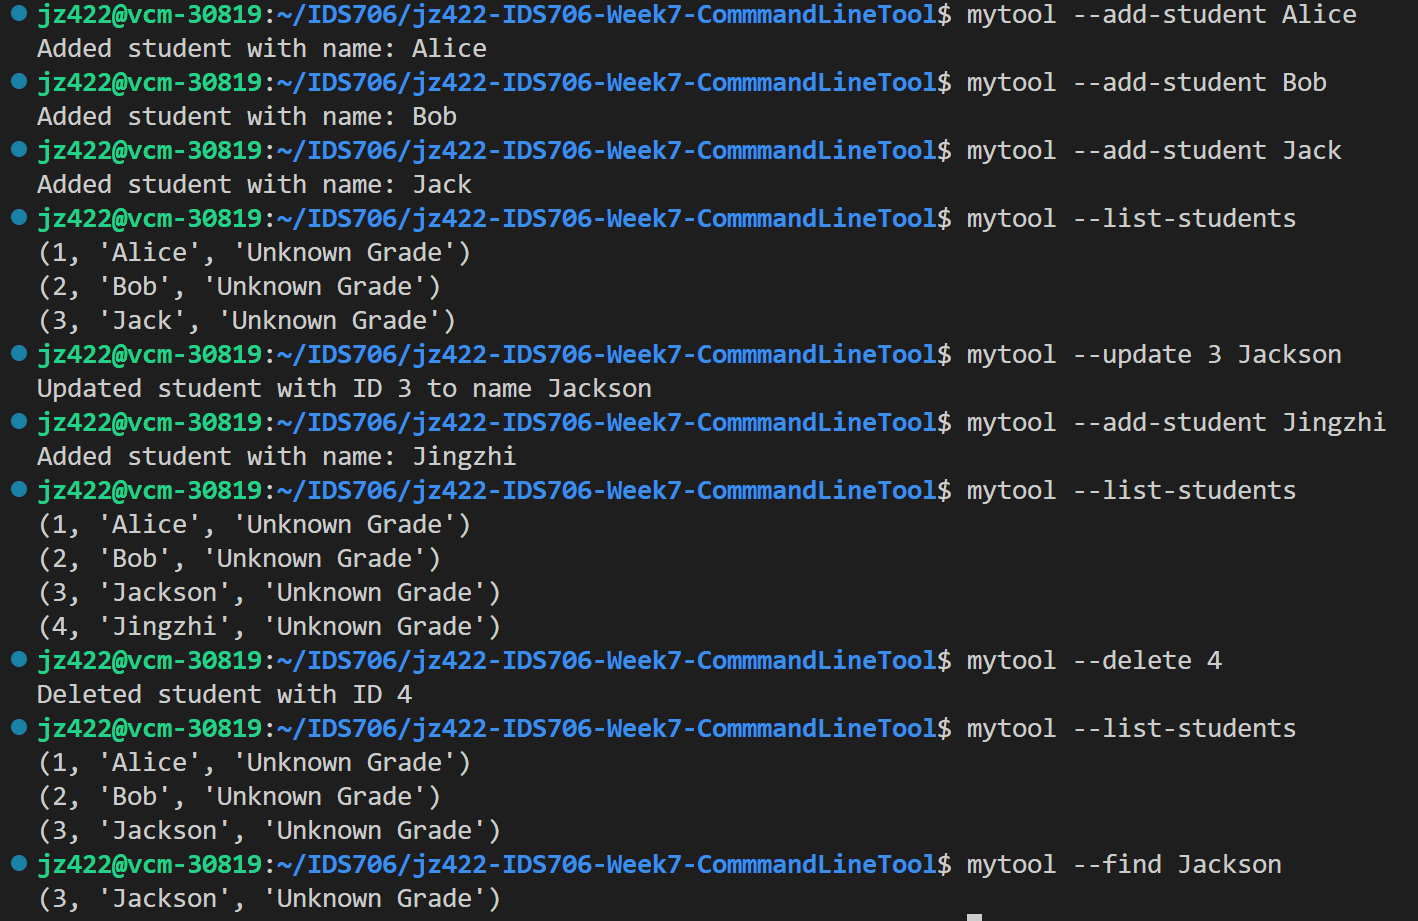 jz422@vcm-30819:~/IDS706/jz422-IDS706-Week7-CommmandLineTool$ mytool --add-student Alice
Added student with name: Alice
jz422@vcm-30819:~/IDS706/jz422-IDS706-Week7-CommmandLineTool$ mytool --add-student Bob
Added student with name: Bob
jz422@vcm-30819:~/IDS706/jz422-IDS706-Week7-CommmandLineTool$ mytool --add-student Jack
Added student with name: Jack
jz422@vcm-30819:~/IDS706/jz422-IDS706-Week7-CommmandLineTool$ mytool --list-students
(1, 'Alice', 'Unknown Grade')
(2, 'Bob', 'Unknown Grade')
(3, 'Jack', 'Unknown Grade')
jz422@vcm-30819:~/IDS706/jz422-IDS706-Week7-CommmandLineTool$ mytool --update 3 Jackson
Updated student with ID 3 to name Jackson
jz422@vcm-30819:~/IDS706/jz422-IDS706-Week7-CommmandLineTool$ mytool --add-student Jingzhi
Added student with name: Jingzhi
jz422@vcm-30819:~/IDS706/jz422-IDS706-Week7-CommmandLineTool$ mytool --list-students
(1, 'Alice', 'Unknown Grade')
(2, 'Bob', 'Unknown Grade')
(3, 'Jackson', 'Unknown Grade')
(4, 'Jingzhi', 'Unknown Grade')
jz422@vcm-30819:~/IDS706/jz422-IDS706-Week7-CommmandLineTool$ mytool --delete 4
Deleted student with ID 4
jz422@vcm-30819:~/IDS706/jz422-IDS706-Week7-CommmandLineTool$ mytool --list-students
(1, 'Alice', 'Unknown Grade')
(2, 'Bob', 'Unknown Grade')
(3, 'Jackson', 'Unknown Grade')
jz422@vcm-30819:~/IDS706/jz422-IDS706-Week7-CommmandLineTool$ mytool --find Jackson
(3, 'Jackson', 'Unknown Grade')